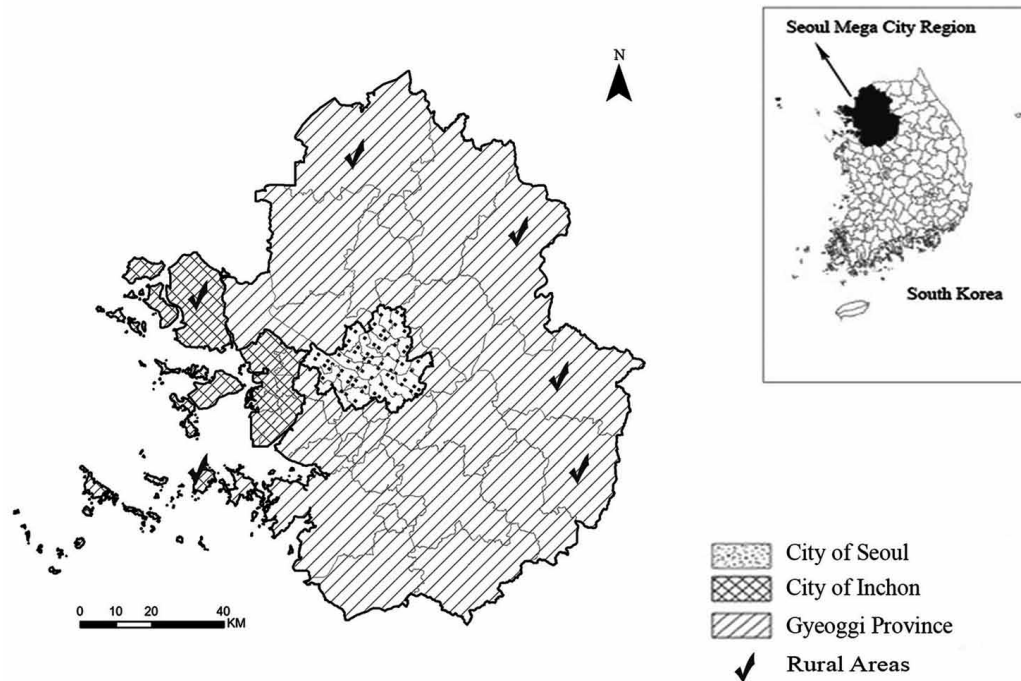 Seoul Mega City Region
South Korea
N
City of Seoul
City of Inchon
Gyeoggi Province
Rural Areas
0 10 20 40
KM